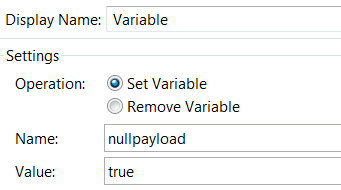 Display Name: Variable
Settings
Operation: Set Variable
Remove Variable
Name: nullpayload
Value: true